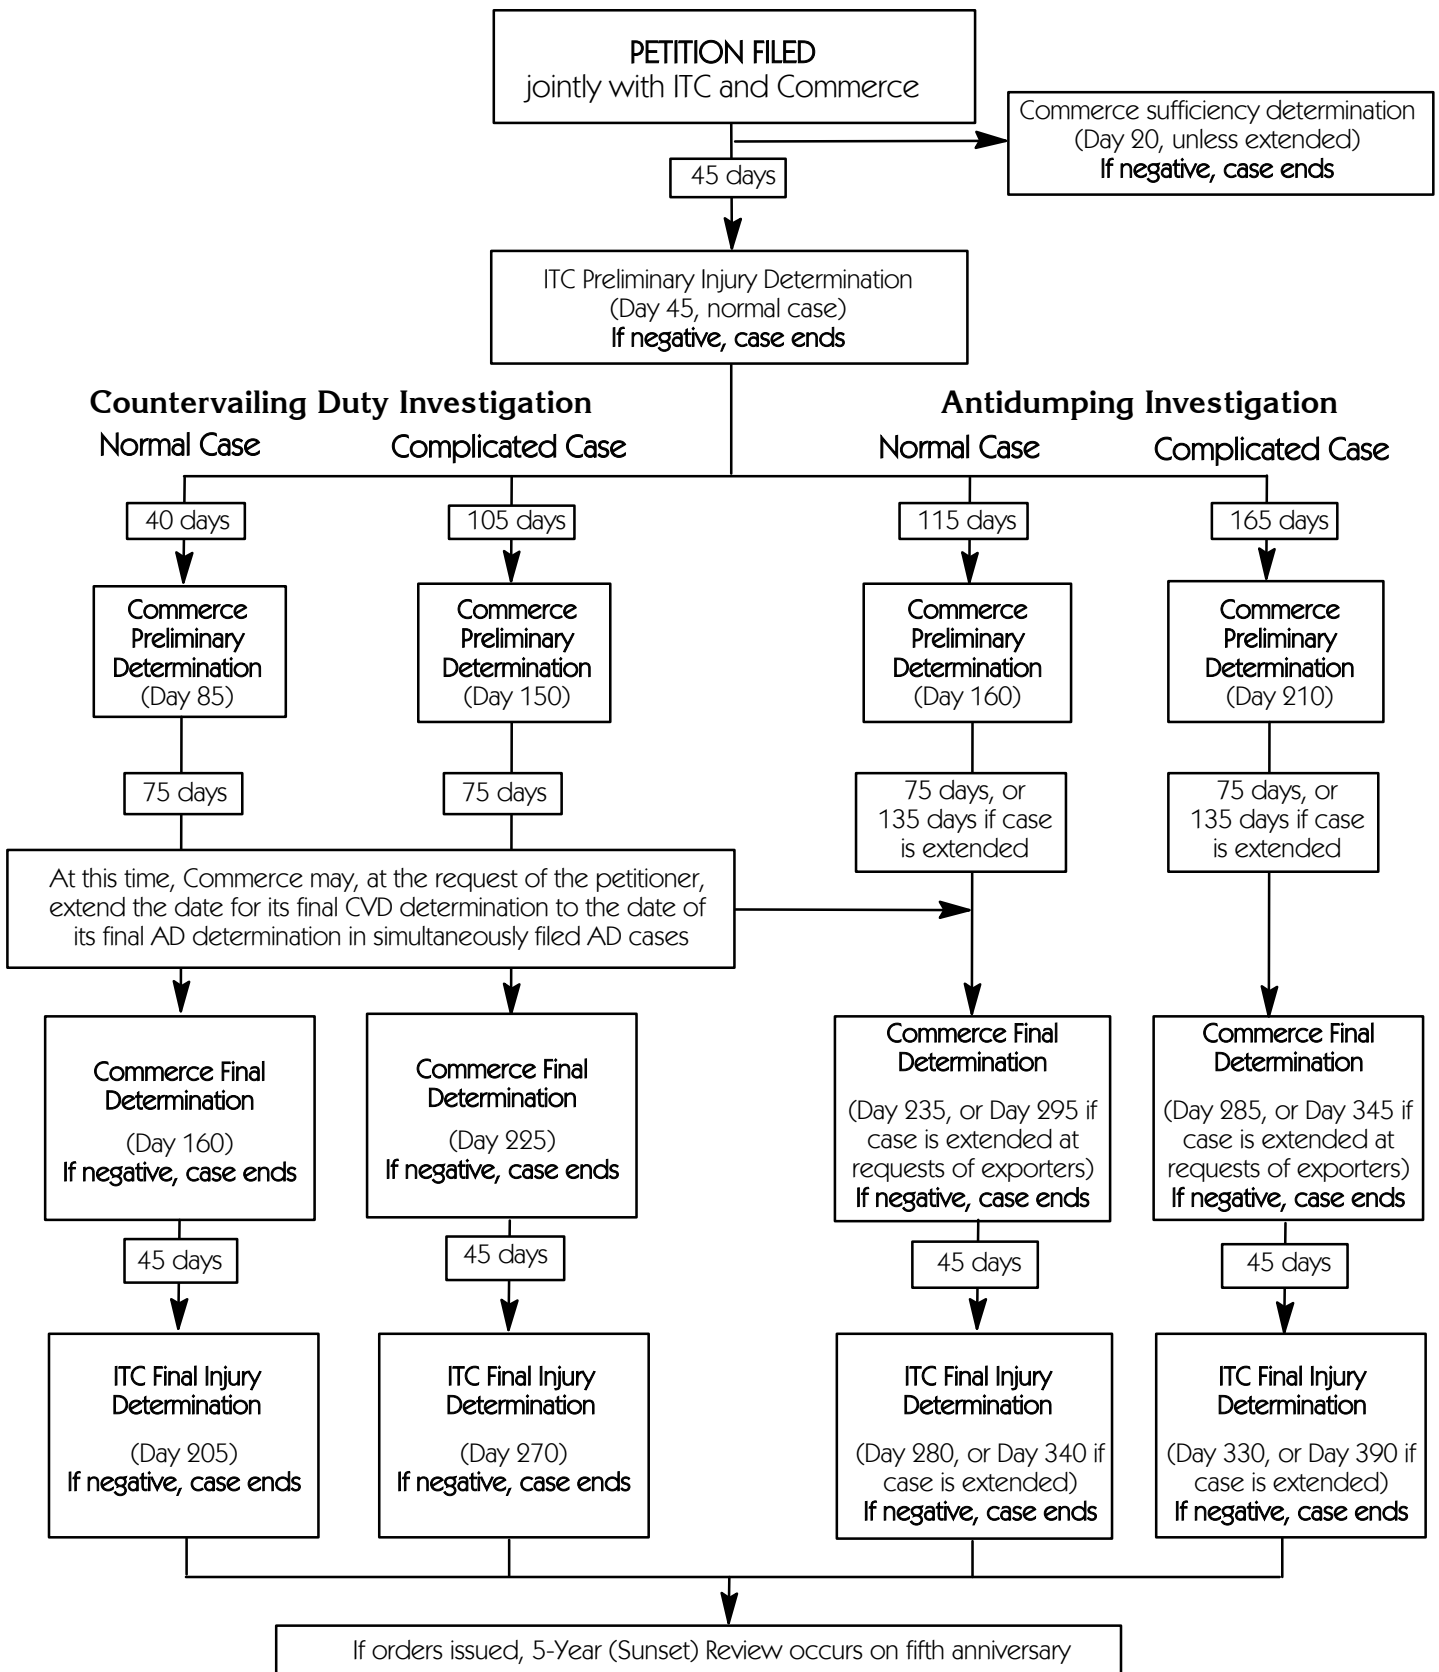 PETITION FILED
jointly with ITC and Commerce
Commerce sufficiency determination
(Day 20, unless extended)
If negative, case ends
45 days
ITC Preliminary Injury Determination
(Day 45, normal case)
If negative, case ends
Countervailing Duty Investigation
Antidumping Investigation
Normal Case
Complicated Case
Normal Case
Complicated Case
40 days
105 days
115 days
165 days
Commerce
Preliminary
Determination
(Day 85)
Commerce
Preliminary
Determination
(Day 150)
Commerce
Preliminary
Determination
(Day 160)
Commerce
Preliminary
Determination
(Day 210)
75 days
75 days
75 days, or
135 days if case
is extended
75 days, or
135 days if case
is extended
At this time, Commerce may, at the request of the petitioner,
extend the date for its final CVD determination to the date of
its final AD determination in simultaneously filed AD cases
Commerce Final
Determination
(Day 160)
If negative, case ends
Commerce Final
Determination
(Day 225)
If negative, case ends
Commerce Final
Determination
(Day 235, or Day 295 if
case is extended at
requests of exporters)
If negative, case ends
Commerce Final
Determination
(Day 285, or Day 345 if
case is extended at
requests of exporters)
If negative, case ends
45 days
45 days
45 days
45 days
ITC Final Injury
Determination
(Day 205)
If negative, case ends
ITC Final Injury
Determination
(Day 270)
If negative, case ends
ITC Final Injury
Determination
(Day 280, or Day 340 if
case is extended)
If negative, case ends
ITC Final Injury
Determination
(Day 330, or Day 390 if
case is extended)
If negative, case ends
If orders issued, 5-Year (Sunset) Review occurs on fifth anniversary